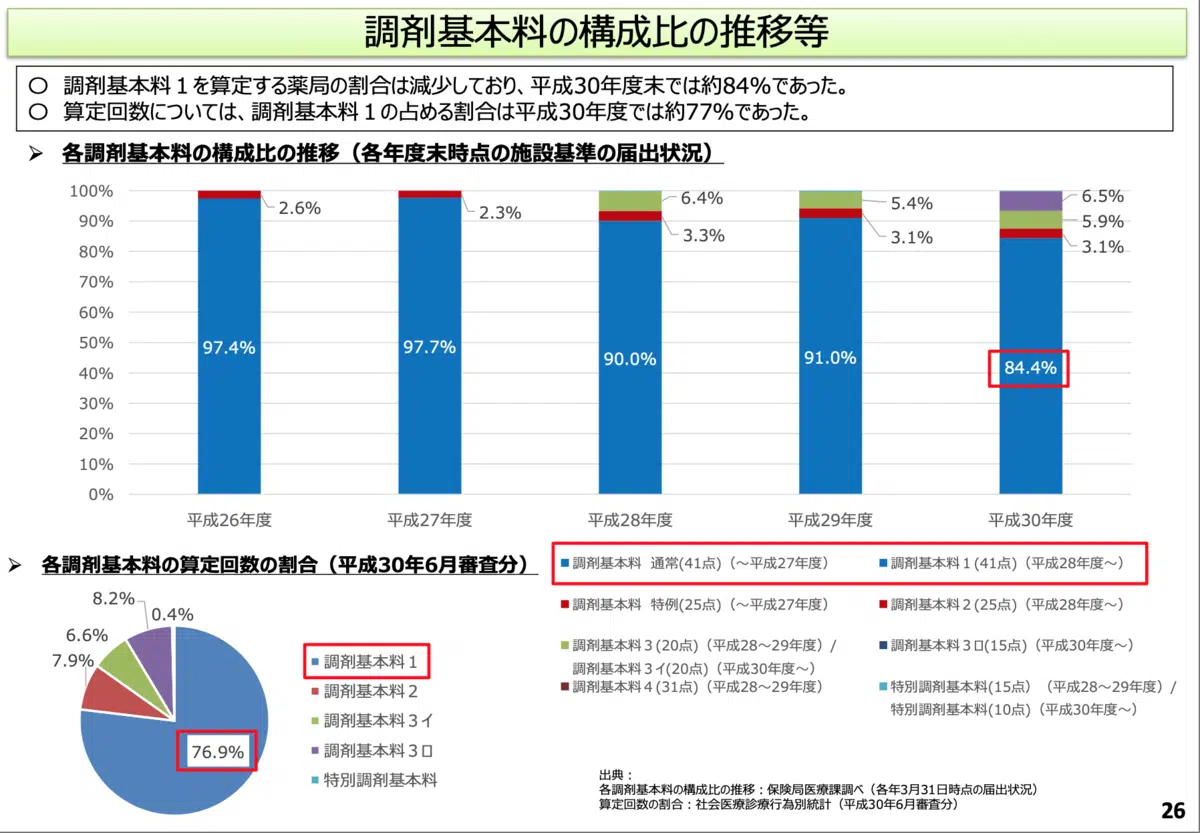 調剤基本料の構成比の推移等
○ 調剤基本料１を算定する薬局の割合は減少しており、平成30年度末では約84％であった。
○ 算定回数については、調剤基本料１の占める割合は平成30年度では約77％であった。
➢ 各調剤基本料の構成比の推移（各年度末時点の施設基準の届出状況）
100%
90%
80%
70%
60%
50%
40%
30%
20%
10%
0%
2.6%
97.4%
2.3%
97.7%
6.4%
3.3%
90.0%
5.4%
3.1%
91.0%
6.5%
5.9%
3.1%
84.4%
平成26年度
平成27年度
平成28年度
平成29年度
平成30年度
調剤基本料 通常(41点)（～平成27年度）
調剤基本料１(41点)（平成28年度～）
調剤基本料 特例(25点)（～平成27年度）
調剤基本料２(25点)（平成28年度～）
調剤基本料３(20点)（平成28～29年度）/
調剤基本料３イ(20点)（平成30年度～）
調剤基本料３ロ(15点)（平成30年度～）
調剤基本料４(31点)（平成28～29年度）
特別調剤基本料(15点）（平成28～29年度）/
特別調剤基本料(10点)（平成30年度～）
➢ 各調剤基本料の算定回数の割合（平成30年6月審査分）
8.2%
0.4%
6.6%
7.9%
76.9%
調剤基本料１
調剤基本料２
調剤基本料３イ
調剤基本料３ロ
特別調剤基本料
出典：
各調剤基本料の構成比の推移：保険局医療課調べ（各年3月31日時点の届出状況）
算定回数の割合：社会医療診療行為別統計（平成30年6月審査分）
26